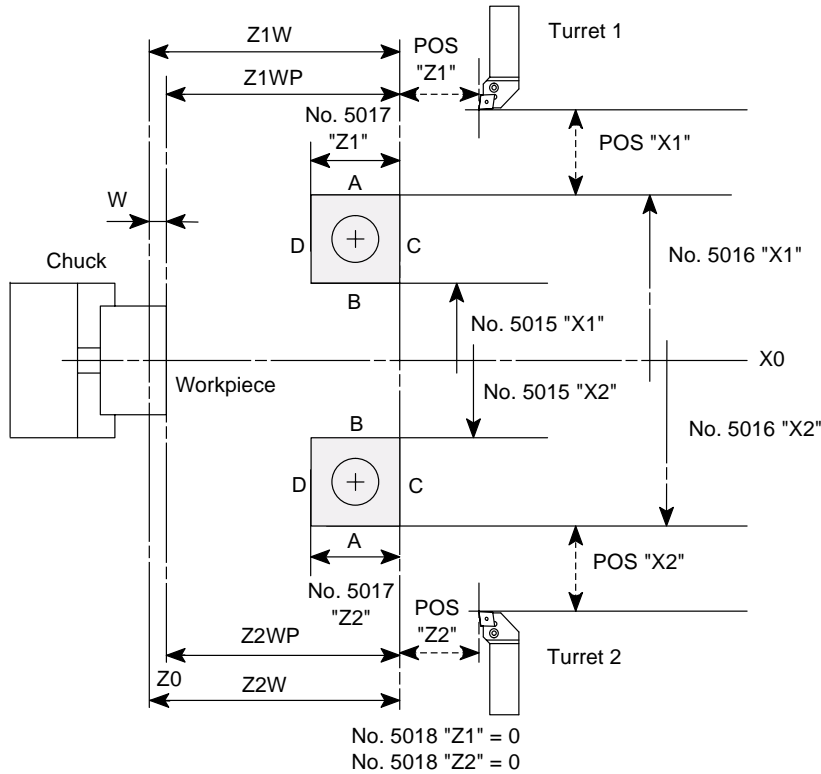 Z1W
POS
"Z1"
Turret 1
Z1WP
No. 5017
"Z1"
POS "X1"
W
A
D
C
No. 5016 "X1"
Chuck
B
No. 5015 "X1"
X0
Workpiece
No. 5015 "X2"
B
No. 5016 "X2"
D
C
A
POS "X2"
No. 5017
"Z2"
POS
"Z2"
Z2WP
Turret 2
Z0
Z2W
No. 5018 "Z1" = 0
No. 5018 "Z2" = 0